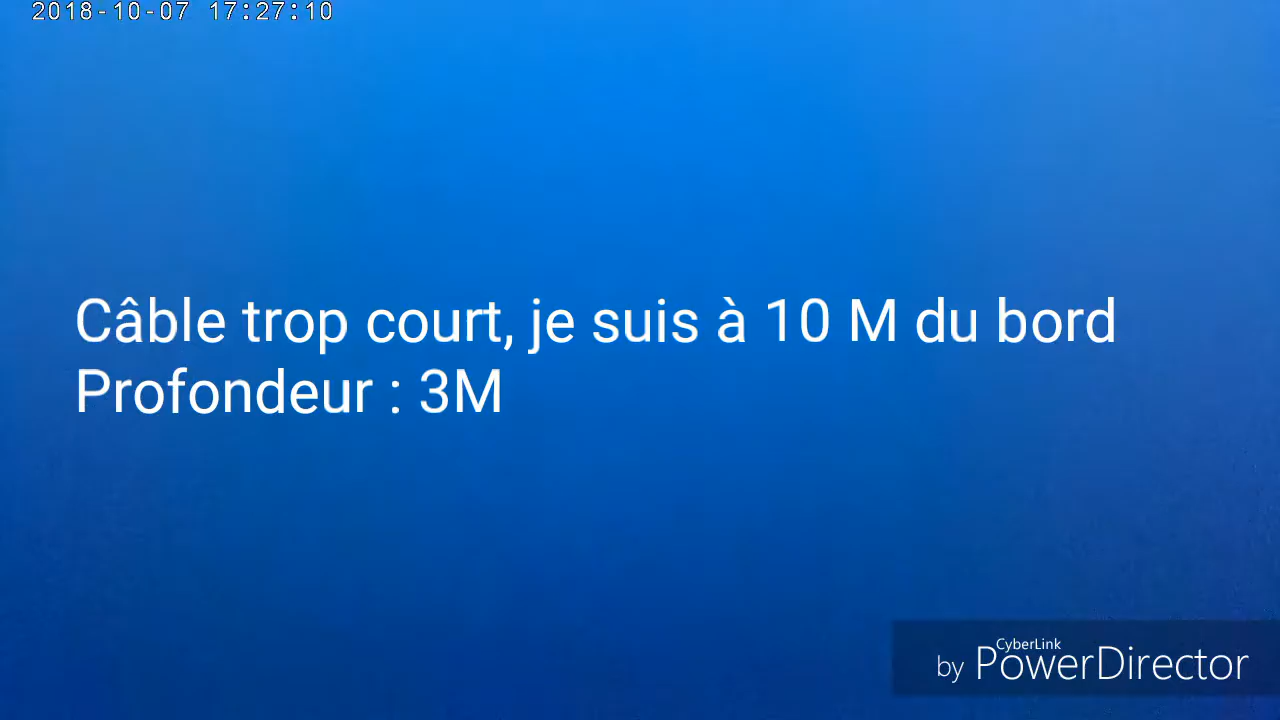 2018-10-07 17:27:10
Câble trop court, je suis à 10 M du bord
Profondeur : 3M
CyberLink
by PowerDirector